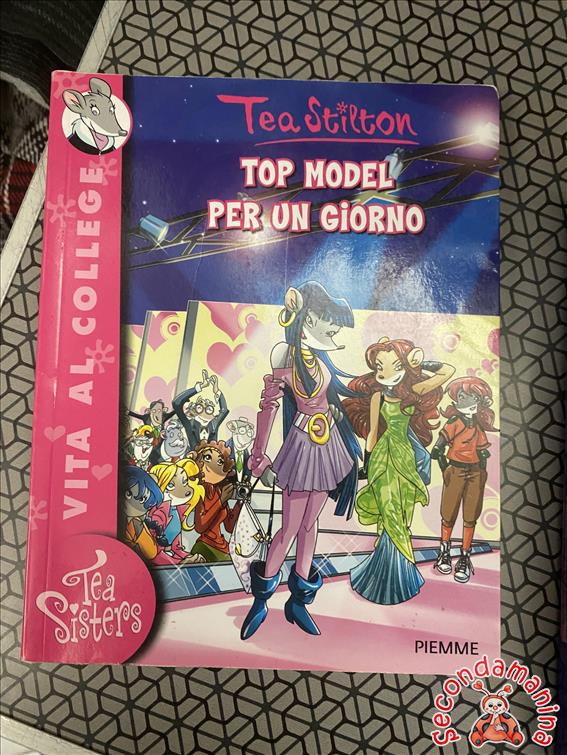 Tea Stilton
TOP MODEL
PER UN GIORNO
VITA AL COLLEGE
Tea
Sisters
PIEMME
Secondamanina